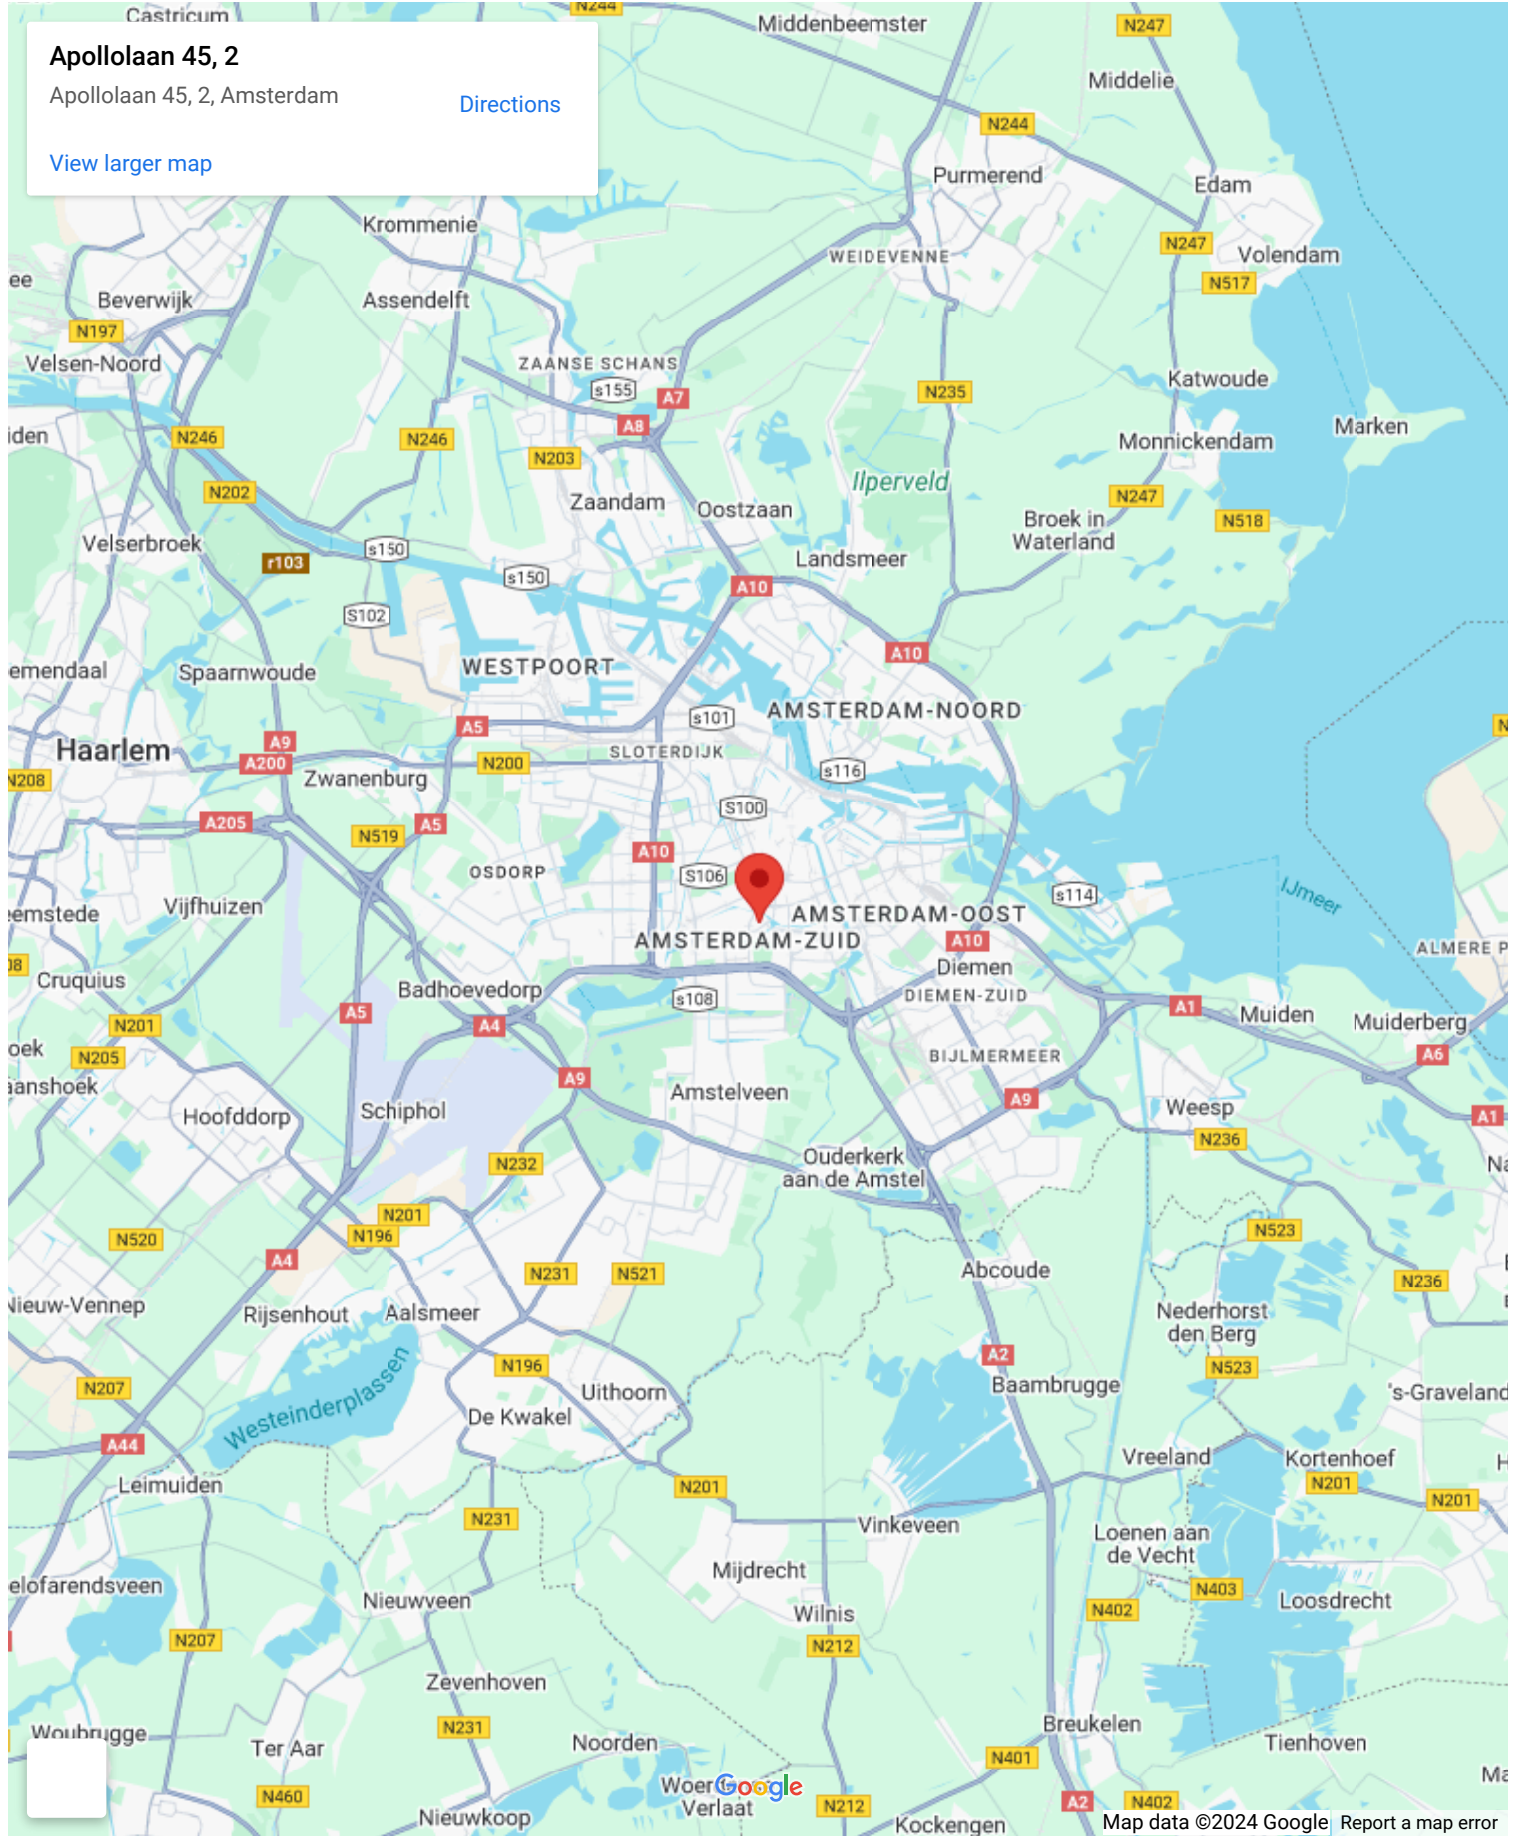 Castricum
N244
Middenbeemster
N247
Apollolaan 45, 2
Apollolaan 45, 2, Amsterdam
Directions
View larger map
Middelie
N244
Purmerend
Edam
Krommenie
N247
WEIDEVENNE
Volendam
N517
Beverwijk
Assendelft
N197
Velsen-Noord
ZAANSE SCHANS
s155
A7
N235
Katwoude
A8
Marken
N246
N246
N203
Monnickendam
Ilperveld
N202
Zaandam
Oostzaan
N247
Broek in
Waterland
N518
Velserbroek
s150
r103
s150
Landsmeer
A10
S102
A10
Spaarnwoude
WESTPOORT
AMSTERDAM-NOORD
s101
A5
A9
Haarlem
A200
N200
SLOTERDIJK
N208
Zwanenburg
s116
S100
A205
N519
A5
A10
OSDORP
S106
s114
IJmeer
Vijfhuizen
AMSTERDAM-OOST
AMSTERDAM-ZUID
A10
ALMERE P
Cruquius
Badhoevedorp
Diemen
DIEMEN-ZUID
s108
A5
A1
Muiden
Muiderberg
N201
A4
N205
BIJLMERMEER
A6
A9
Amstelveen
A9
Hoofddorp
Schiphol
Weesp
A1
N236
Ouderkerk
aan de Amstel
N232
N201
N196
N520
N523
A4
N231
N521
Abcoude
N236
Nieuw-Vennep
Rijsenhout
Aalsmeer
Nederhorst
den Berg
A2
N196
N523
Baambrugge
N207
Westeinderplassen
Uithoorn
's-Graveland
De Kwakel
A44
Vreeland
Kortenhoef
Leimuiden
N201
N201
N201
N231
Vinkeveen
Loenen aan
de Vecht
Mijdrecht
N403
Nieuwveen
Loosdrecht
Wilnis
N402
N207
N212
Zevenhoven
N231
Breukelen
Woubrugge
Ter Aar
Noorden
N401
Tienhoven
Google
Verlaat
N460
N212
A2
N402
Nieuwkoop
Kockengen
Map data ©2024 Google
Report a map error